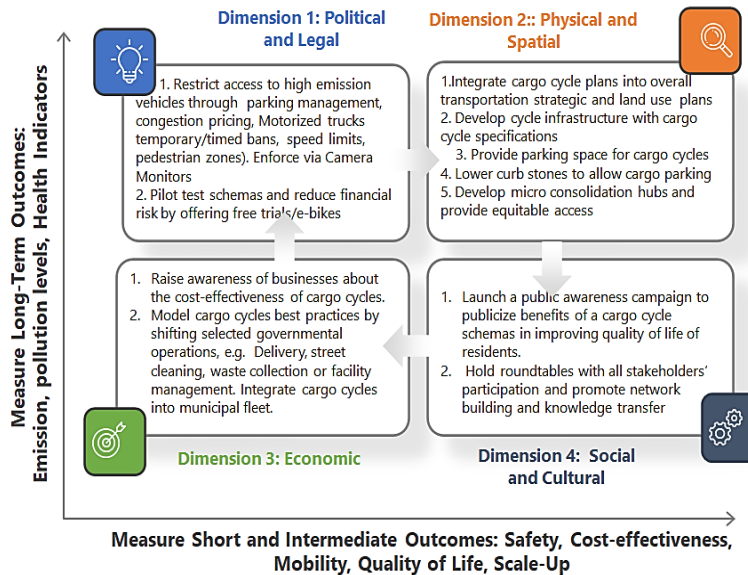 Measure Long-Term Outcomes:
Emission, pollution levels, Health Indicators
Dimension 1: Political
and Legal
1. Restrict access to high emission
vehicles through parking management,
congestion pricing, Motorized trucks
temporary/timed bans, speed limits,
pedestrian zones). Enforce via Camera
Monitors
2. Pilot test schemas and reduce financial
risk by offering free trials/e-bikes
Dimension 2:: Physical and
Spatial
1.Integrate cargo cycle plans into overall
transportation strategic and land use plans
2. Develop cycle infrastructure with cargo
cycle specifications
3. Provide parking space for cargo cycles
4. Lower curb stones to allow cargo parking
5. Develop micro consolidation hubs and
provide equitable access
1. Raise awareness of businesses about
the cost-effectiveness of cargo cycles.
2. Model cargo cycles best practices by
shifting selected governmental
operations, e.g. Delivery, street
cleaning, waste collection or facility
management. Integrate cargo cycles
into municipal fleet.
Dimension 3: Economic
1. Launch a public awareness campaign to
publicize benefits of a cargo cycle
schemas in improving quality of life of
residents.
2. Hold roundtables with all stakeholders'
participation and promote network
building and knowledge transfer
Dimension 4: Social
and Cultural
Measure Short and Intermediate Outcomes: Safety, Cost-effectiveness,
Mobility, Quality of Life, Scale-Up